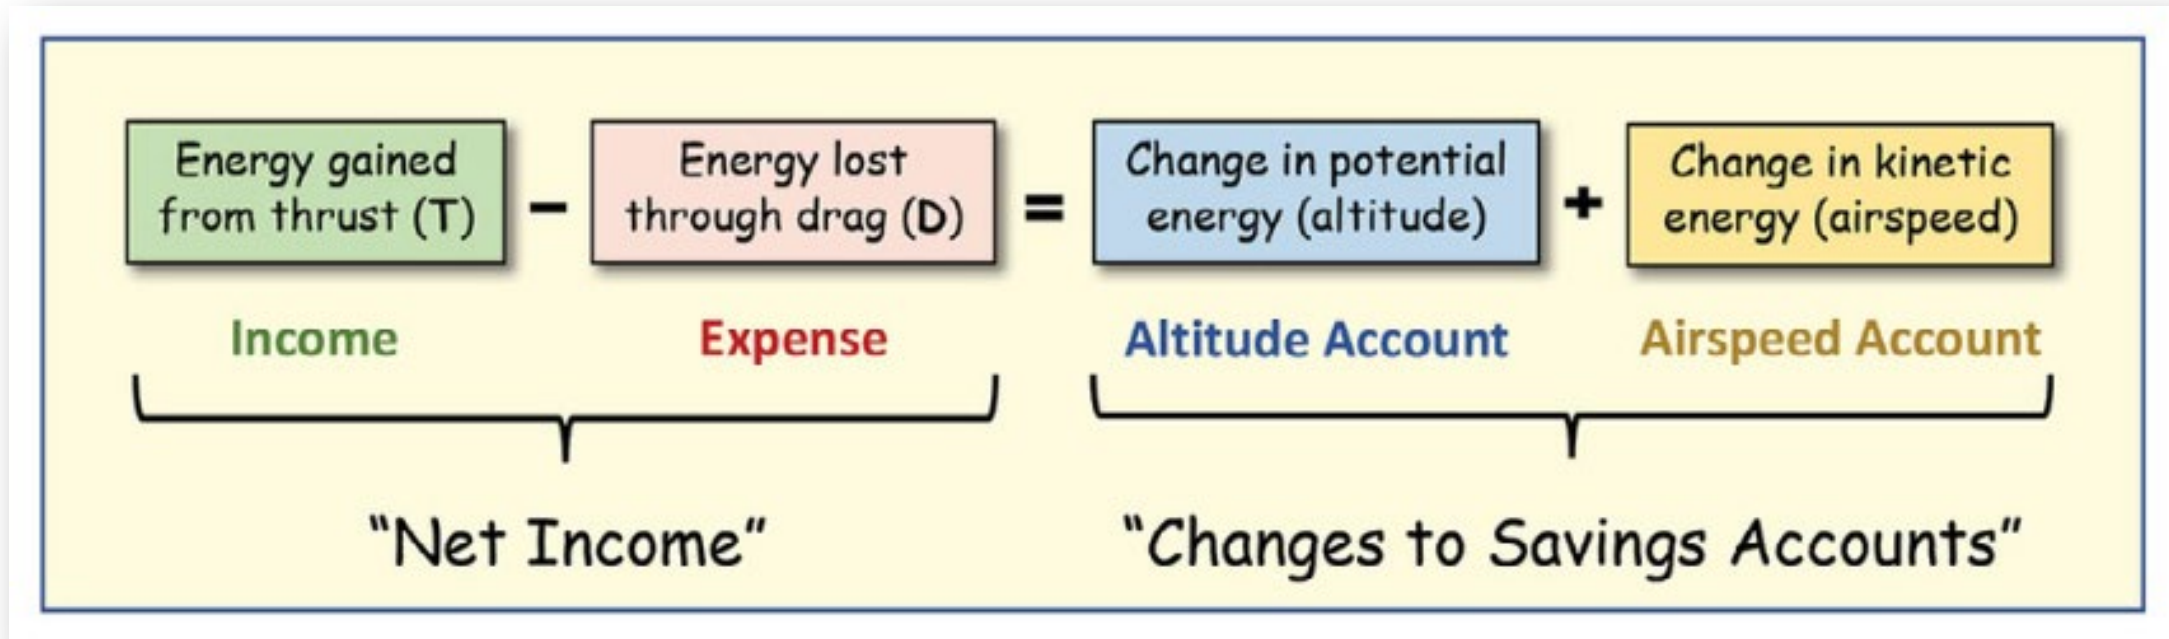 Energy gained
from thrust (T)
-
Energy lost
through drag (D)
=
Change in potential
energy (altitude)
+
Change in kinetic
energy (airspeed)
Income
Expense
Altitude Account
Airspeed Account
“Net Income”
“Changes to Savings Accounts”